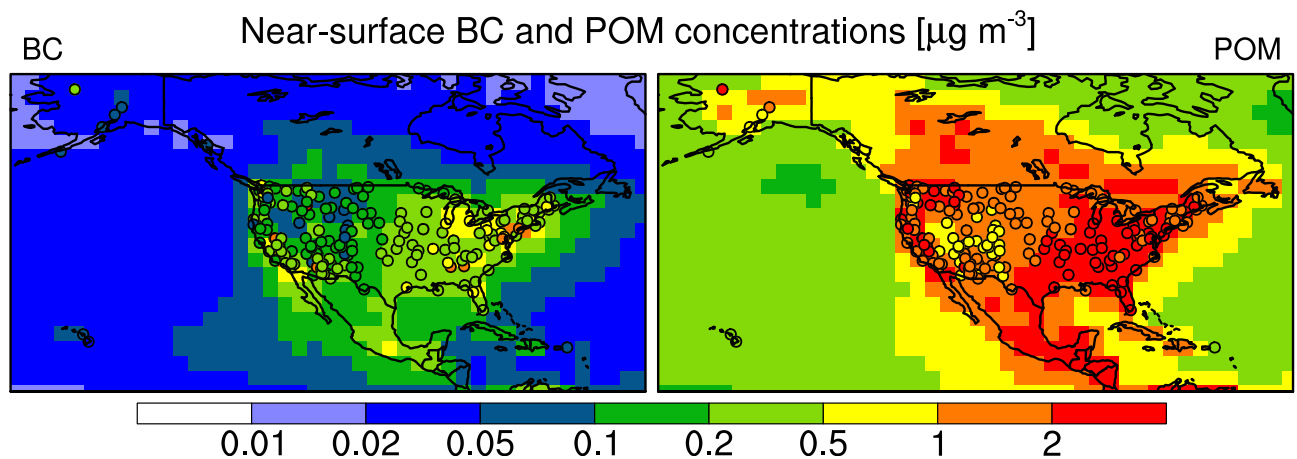 Near-surface BC and POM concentrations [µg m-3]
BC
POM
0.01 0.02 0.05 0.1 0.2 0.5 1 2